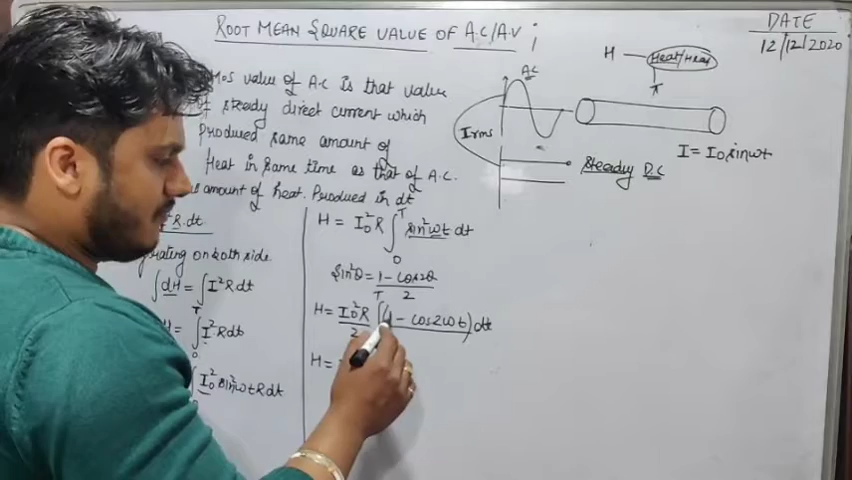 ROOT MEAN SQUARE VALUE OF A.C/A.V
DATE
12/12/2020
value of A.C is that value
steady direct current which
Produced same amount of
Heat in same time as that of A.C.
amount of heat. Produced in dt
I²R.dt
on both side
∫dH = ∫I²Rdt
= ∫₀ᵀ I²Rdt
I₀² sin²ωt Rdt
H = I₀²R ∫₀ᵀ sin²ωt dt
sin²θ = 1 - cos2θ / 2
H = I₀²R / 2 ∫ᵀ (1 - cos2ωt) dt
H =
A.C
Irms
Steady D.C
H
Heat/Heat
I = I₀ sinωt